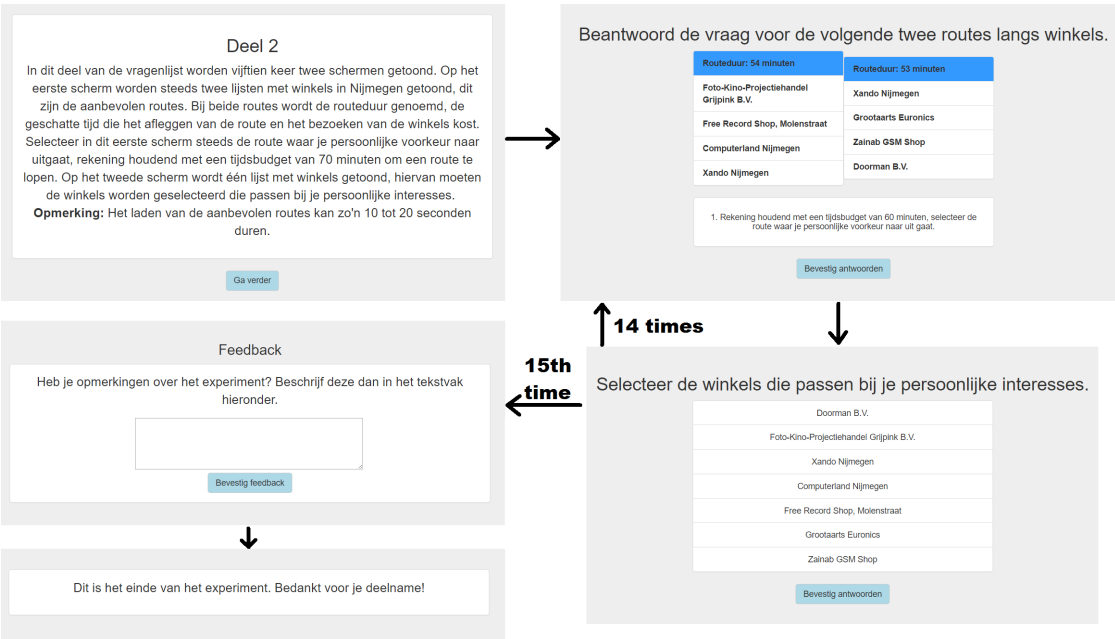 Deel 2
In dit deel van de vragenlijst worden vijftien keer twee schermen getoond. Op het
eerste scherm worden steeds twee lijsten met winkels in Nijmegen getoond, dit
zijn de aanbevolen routes. Bij beide routes wordt de routeduur genoemd, de
geschatte tijd die het afleggen van de route en het bezoeken van de winkels kost.
Selecteer in dit eerste scherm steeds de route waar je persoonlijke voorkeur naar
uitgaat, rekening houdend met een tijdsbudget van 70 minuten om een route te
lopen. Op het tweede scherm wordt één lijst met winkels getoond, hiervan moeten
de winkels worden geselecteerd die passen bij je persoonlijke interesses.
Opmerking: Het laden van de aanbevolen routes kan zo'n 10 tot 20 seconden
duren.
Ga verder
Beantwoord de vraag voor de volgende twee routes langs winkels.
Routeduur: 54 minuten
Foto-Kino-Projectiehandel
Grijpink B.V.
Free Record Shop, Molenstraat
Computerland Nijmegen
Xando Nijmegen
Routeduur: 53 minuten
Xando Nijmegen
Grootaarts Euronics
Zainab GSM Shop
Doorman B.V.
1. Rekening houdend met een tijdsbudget van 60 minuten, selecteer de
route waar je persoonlijke voorkeur naar uit gaat.
Bevestig antwoorden
14 times
Selecteer de winkels die passen bij je persoonlijke interesses.
Doorman B.V.
Foto-Kino-Projectiehandel Grijpink B.V.
Xando Nijmegen
Computerland Nijmegen
Free Record Shop, Molenstraat
Grootaarts Euronics
Zainab GSM Shop
Bevestig antwoorden
15th
time
Feedback
Heb je opmerkingen over het experiment? Beschrijf deze dan in het tekstvak
hieronder.
Bevestig feedback
Dit is het einde van het experiment. Bedankt voor je deelname!